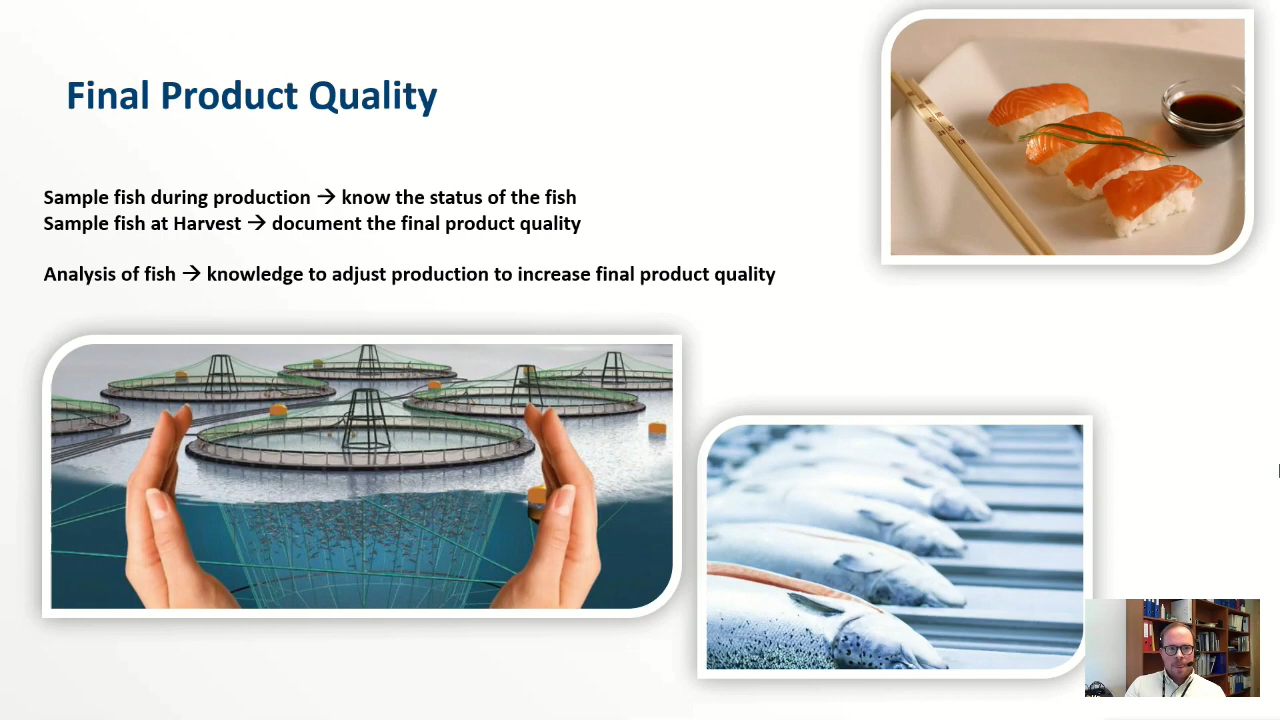 Final Product Quality
Sample fish during production → know the status of the fish
Sample fish at Harvest → document the final product quality
Analysis of fish → knowledge to adjust production to increase final product quality